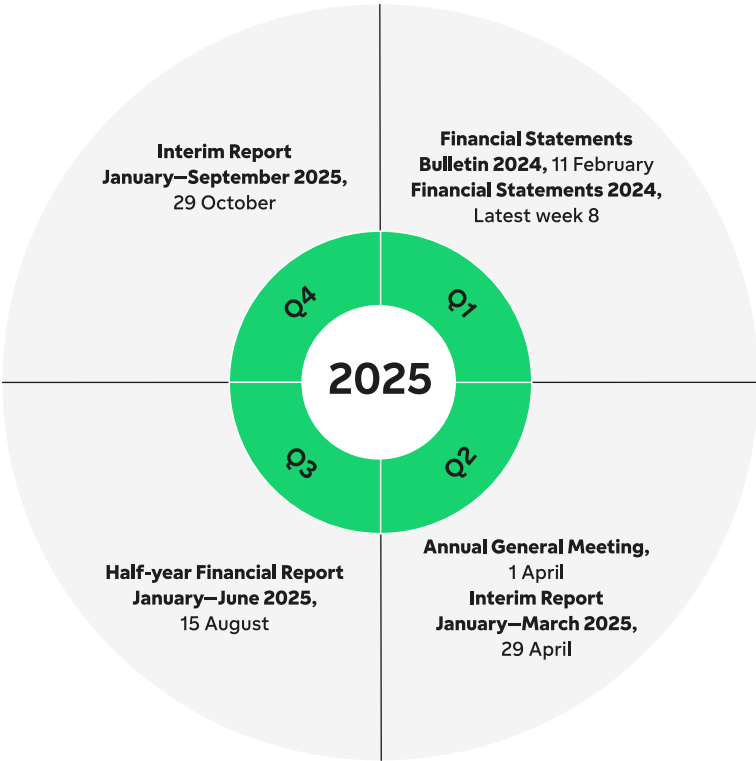 Interim Report
January–September 2025,
29 October
Financial Statements
Bulletin 2024, 11 February
Financial Statements 2024,
Latest week 8
Q4
Q1
2025
Q3
Q2
Half-year Financial Report
January–June 2025,
15 August
Annual General Meeting,
1 April
Interim Report
January–March 2025,
29 April